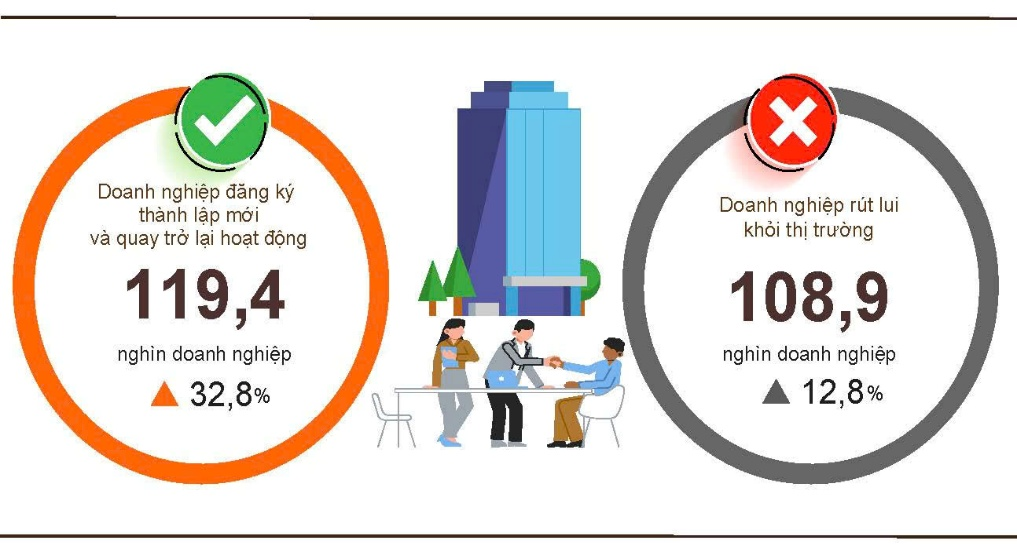 Doanh nghiệp đăng ký
thành lập mới
và quay trở lại hoạt động
119,4
nghìn doanh nghiệp
32,8%
Doanh nghiệp rút lui
khỏi thị trường
108,9
nghìn doanh nghiệp
12,8%